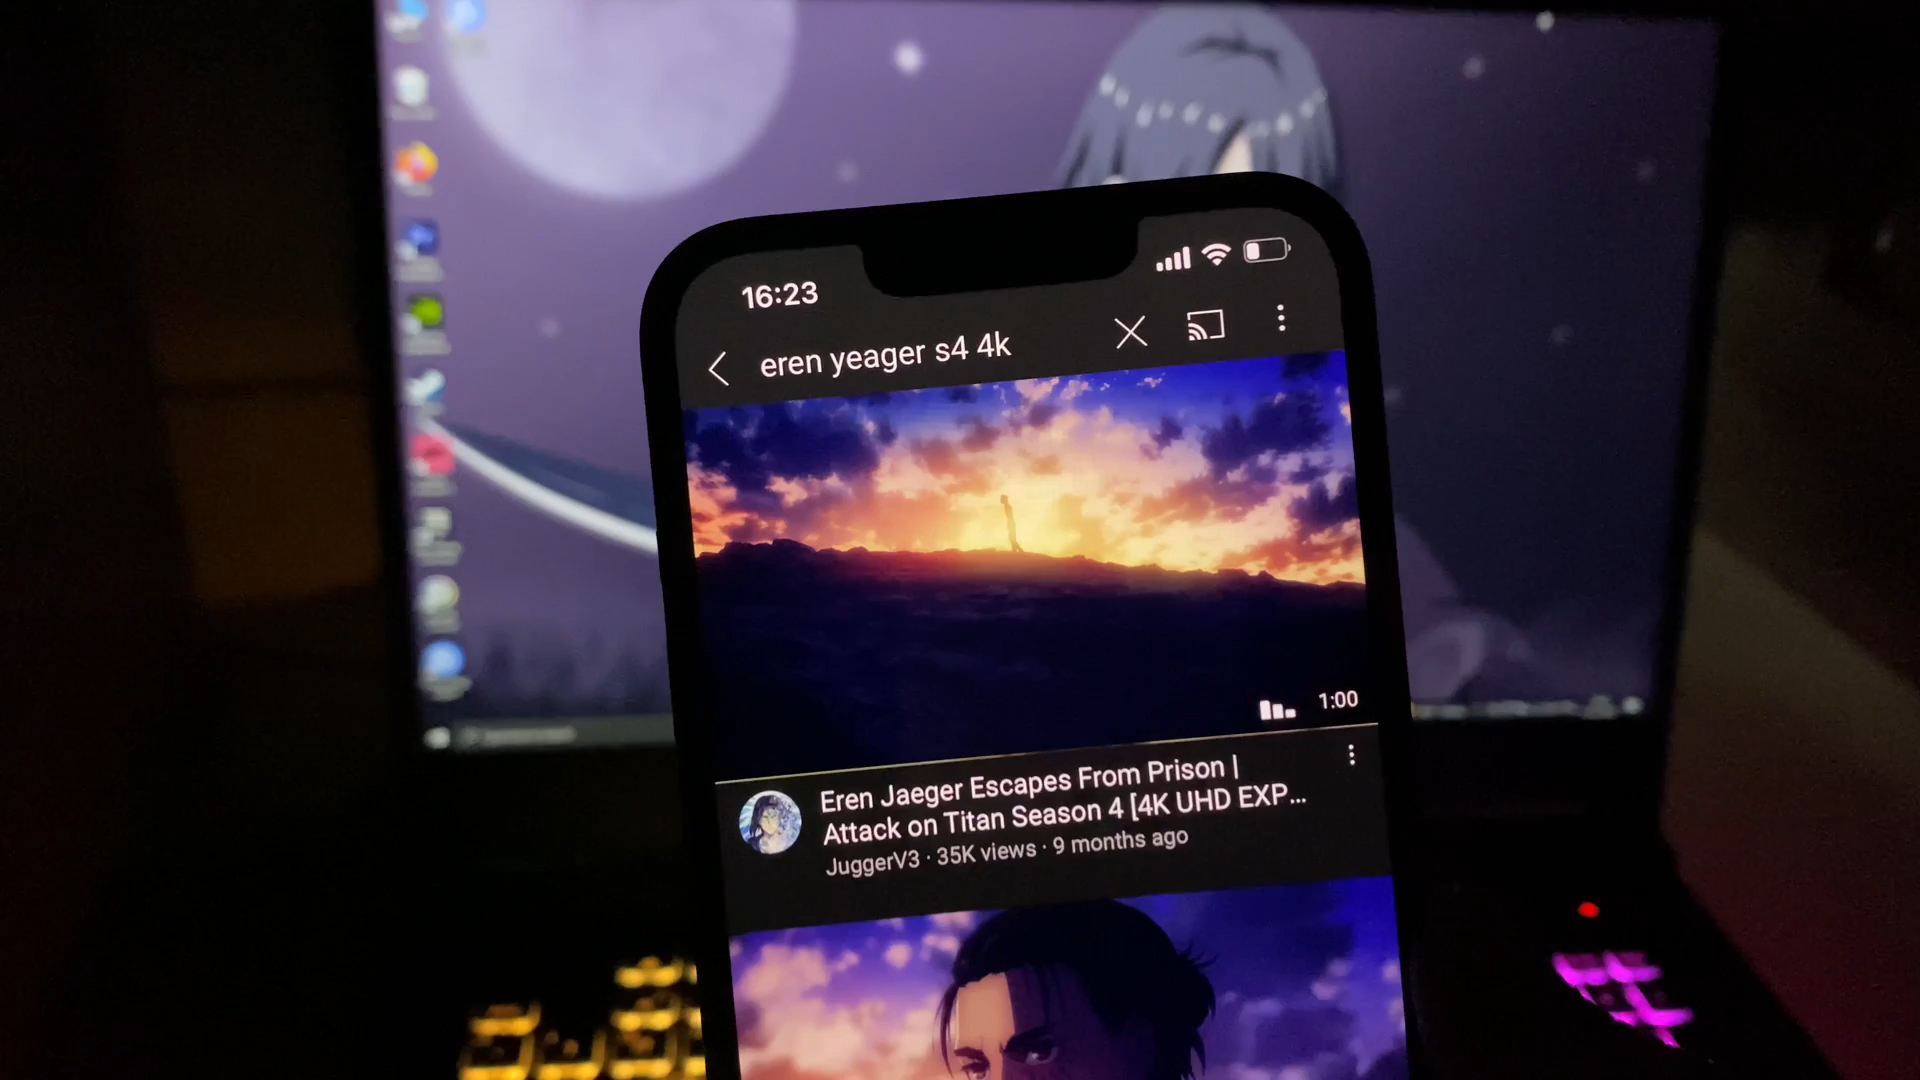 16:23
eren yeager s4 4k
1:00
Eren Jaeger Escapes From Prison |
Attack on Titan Season 4 [4K UHD EXP...
JuggerV3 · 35K views · 9 months ago